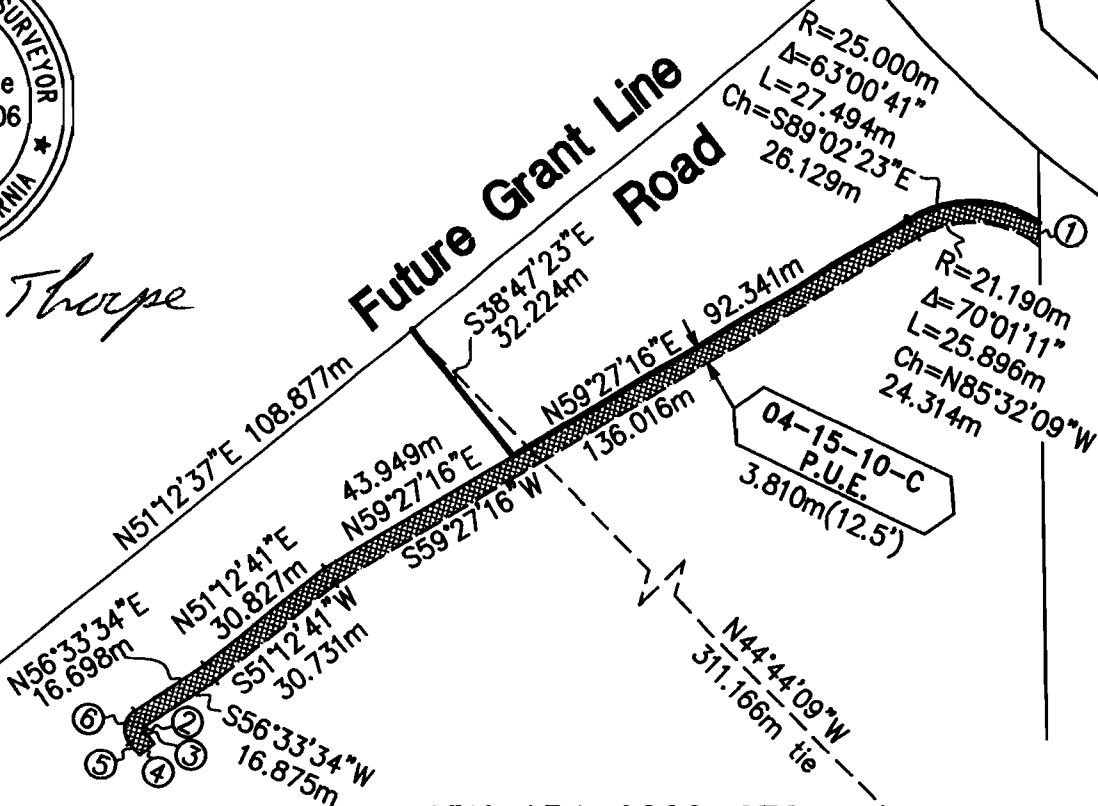 SURVEYOR
e
06
RNIA ★
Thorpe
Future Grant Line
Road
R=25.000m
Δ=63°00'41"
L=27.494m
Ch=S89°02'23"E
26.129m
1
R=21.190m
Δ=70°01'11"
L=25.896m
Ch=N85°32'09"W
24.314m
S38°47'23"E
32.224m
N59°27'16"E 92.341m
136.016m
04-15-10-C
P.U.E.
3.810m(12.5')
N51°12'37"E 108.877m
43.949m
N59°27'16"E
S59°27'16"W
N51°12'41"E
30.827m
S51°12'41"W
30.731m
N56°33'34"E
16.698m
S56°33'34"W
16.875m
6
2
3
5
4
N44°44'09"W
311.166m tie